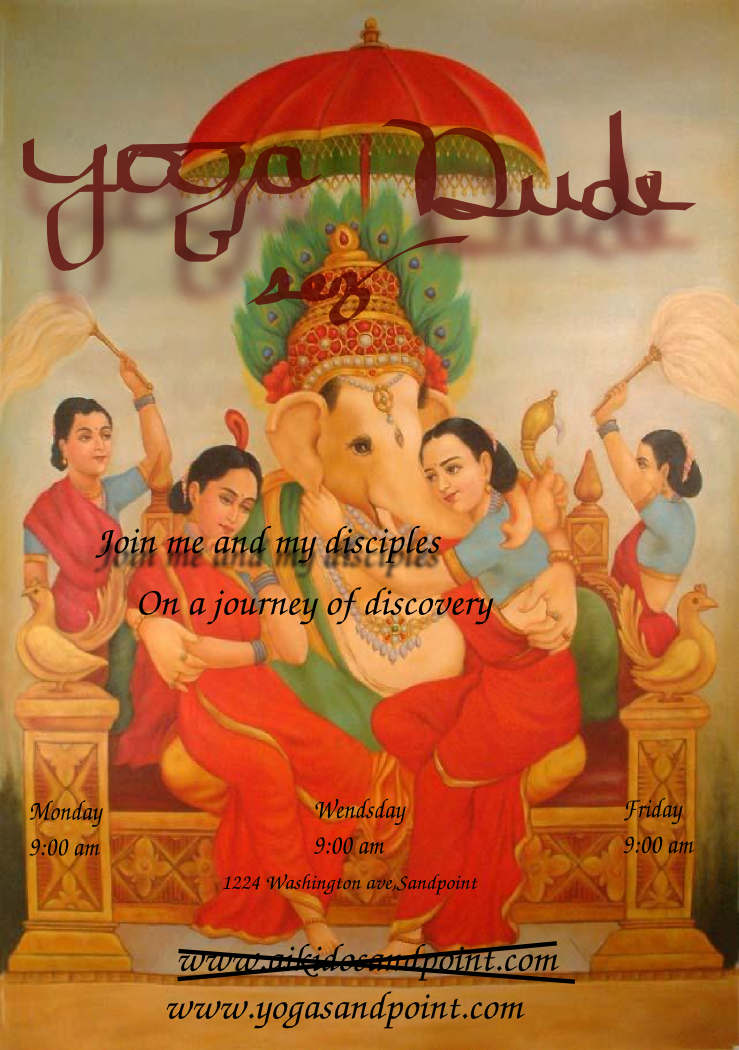 Yoga Dude
sez
Join me and my disciples
On a journey of discovery
Monday Wendsday Friday
9:00 am 9:00 am 9:00 am
1224 Washington ave,Sandpoint
www.aikidosandpoint.com
www.yogasandpoint.com